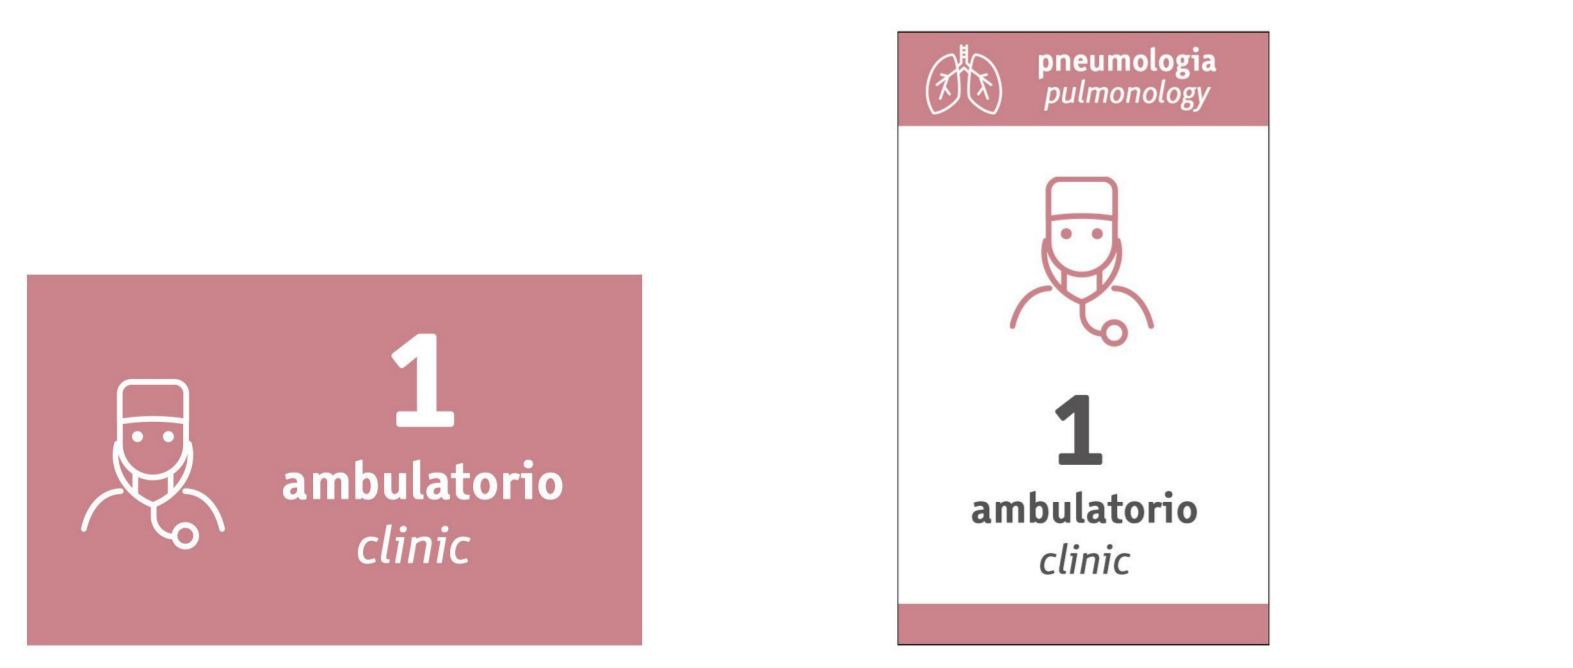 1
ambulatorio
clinic
pneumologia
pulmonology
1
ambulatorio
clinic